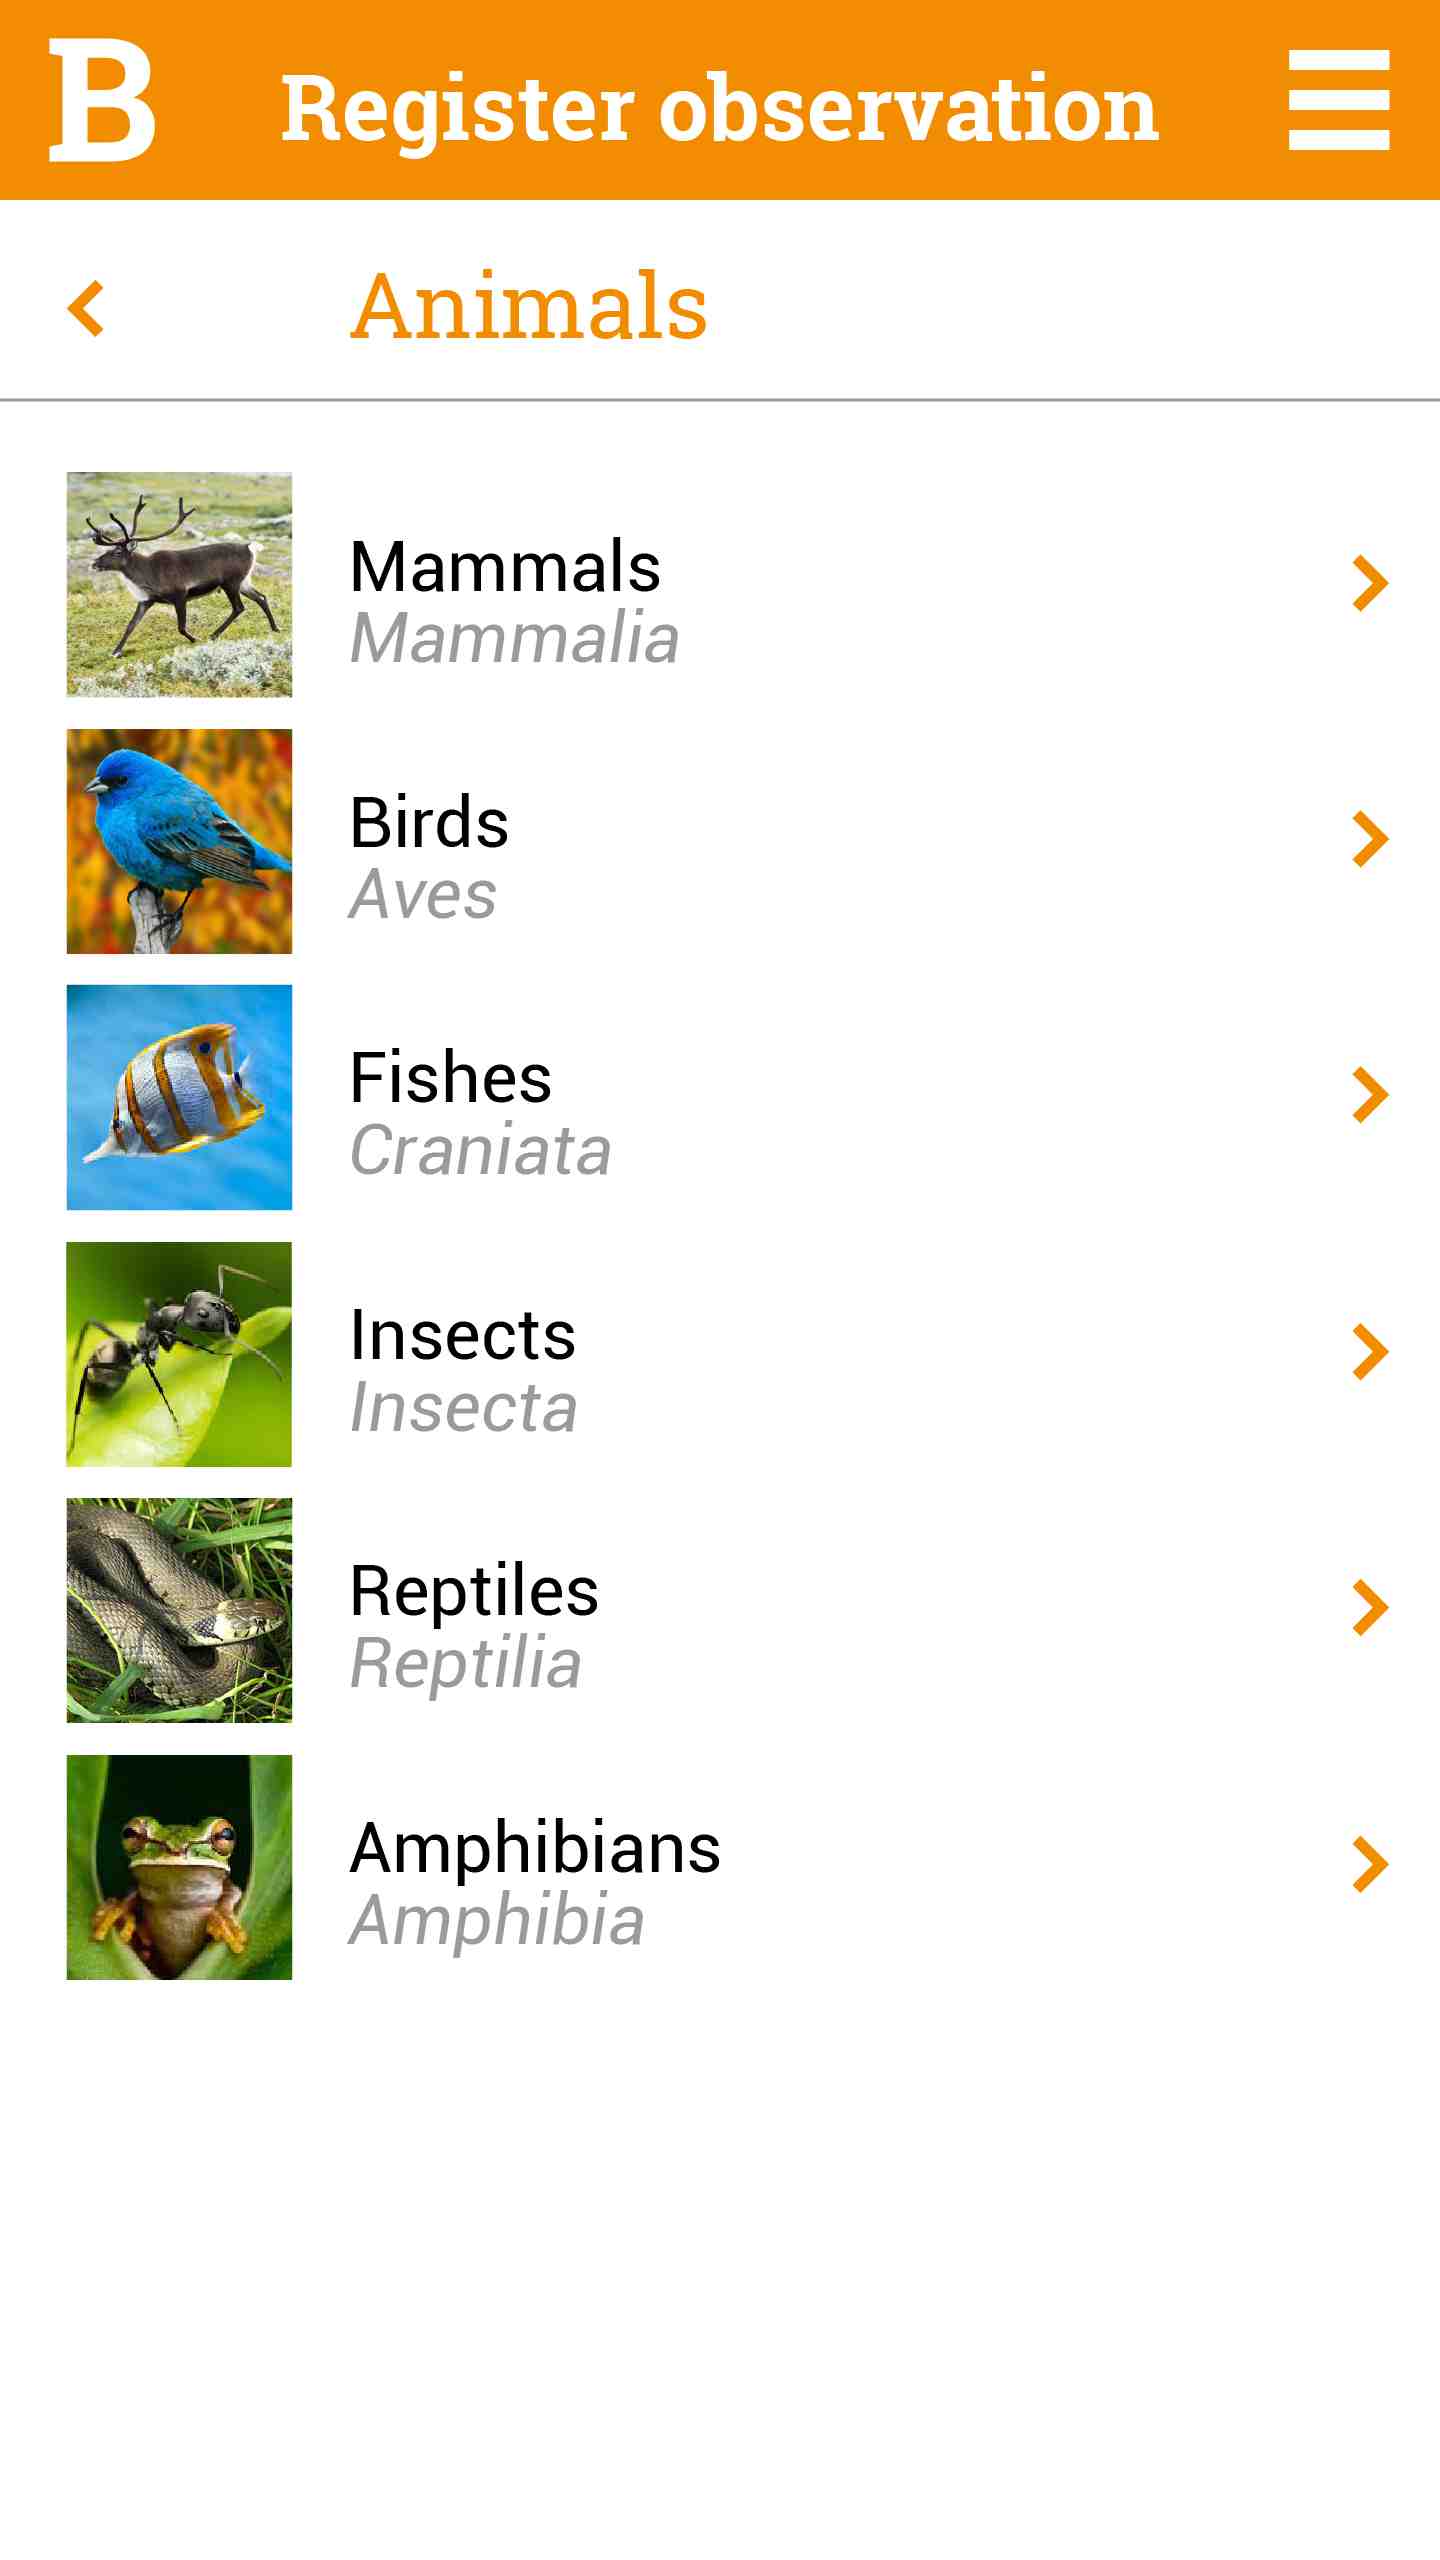 B Register observation
Animals
Mammals
Mammalia
Birds
Aves
Fishes
Craniata
Insects
Insecta
Reptiles
Reptilia
Amphibians
Amphibia